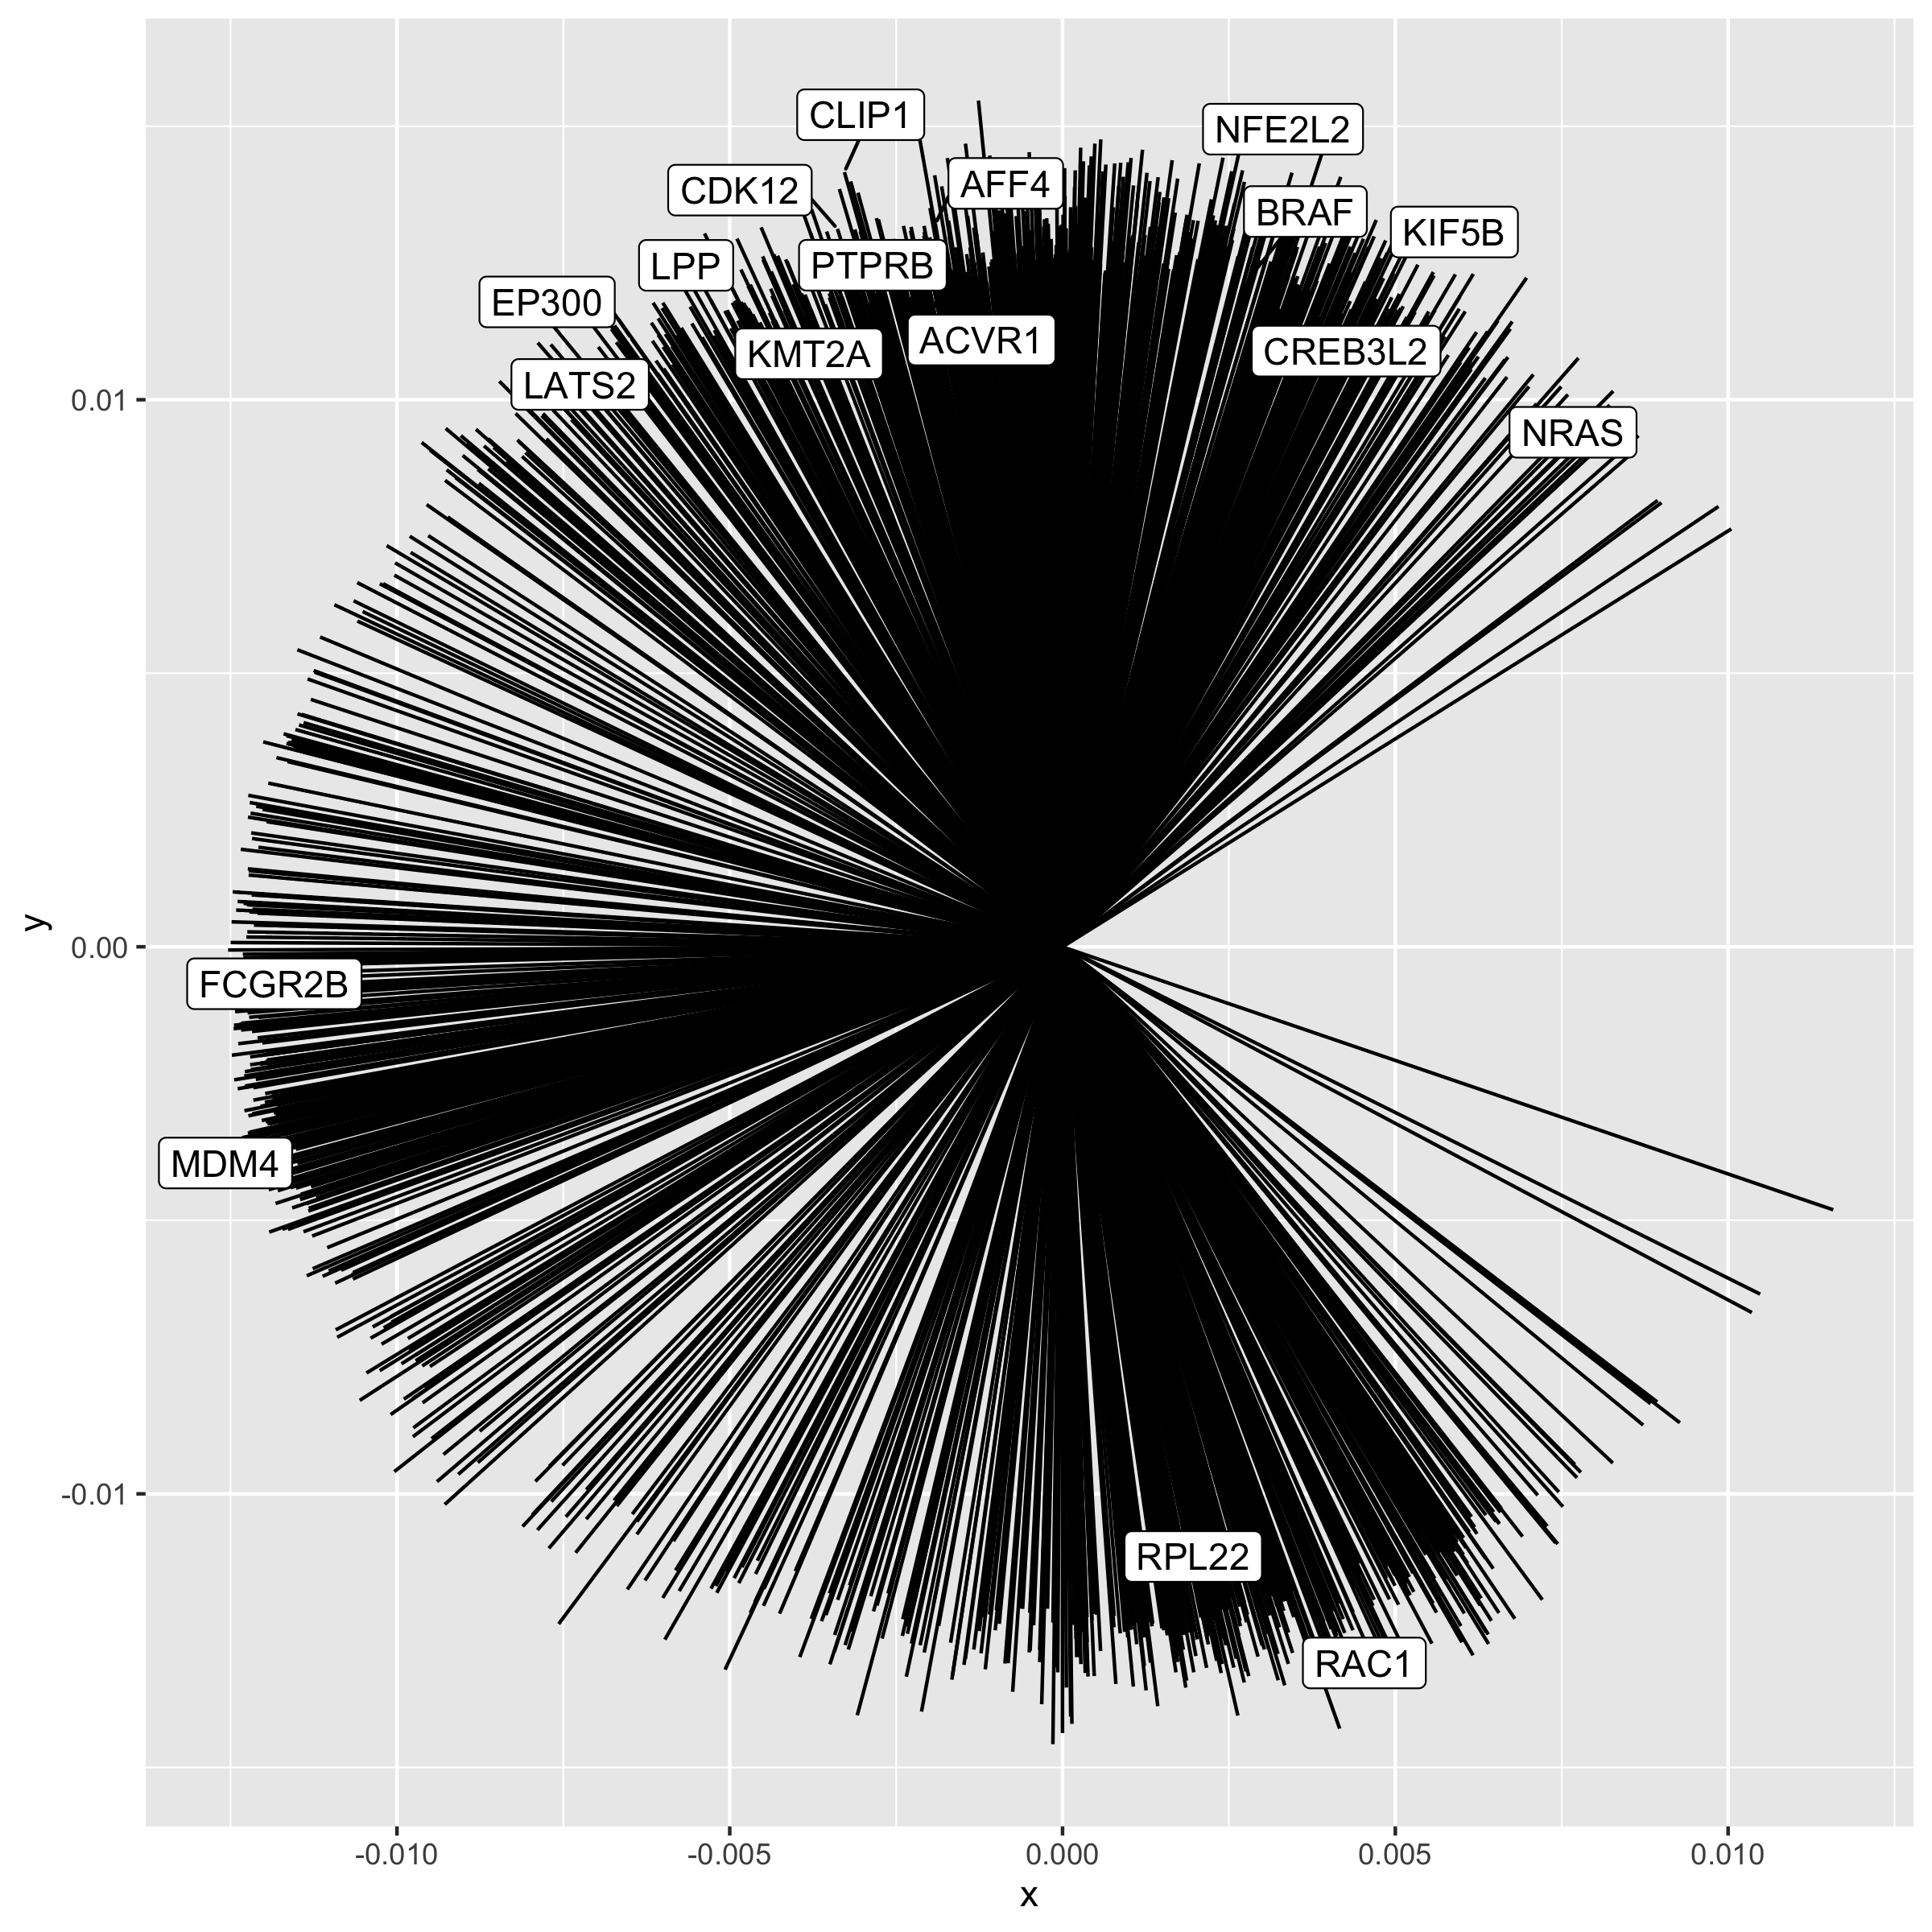 CLIP1
NFE2L2
CDK12
AFF4
BRAF
KIF5B
LPP
PTPRB
EP300
KMT2A
ACVR1
CREB3L2
LATS2
NRAS
FCGR2B
MDM4
RPL22
RAC1
0.01
0.00
-0.01
y
-0.010 -0.005 0.000 0.005 0.010
x